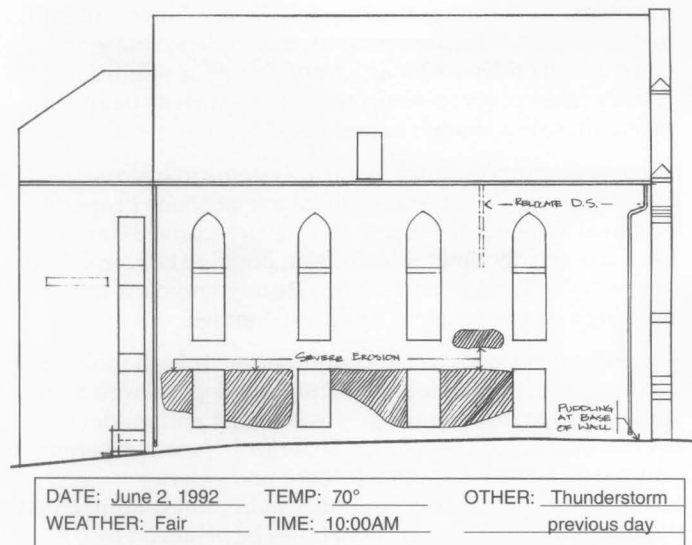 RELOCATE D.S.
SEVERE EROSION
PUDDLING
AT BASE
OF WALL
DATE: June 2, 1992 TEMP: 70° OTHER: Thunderstorm
WEATHER: Fair TIME: 10:00AM previous day